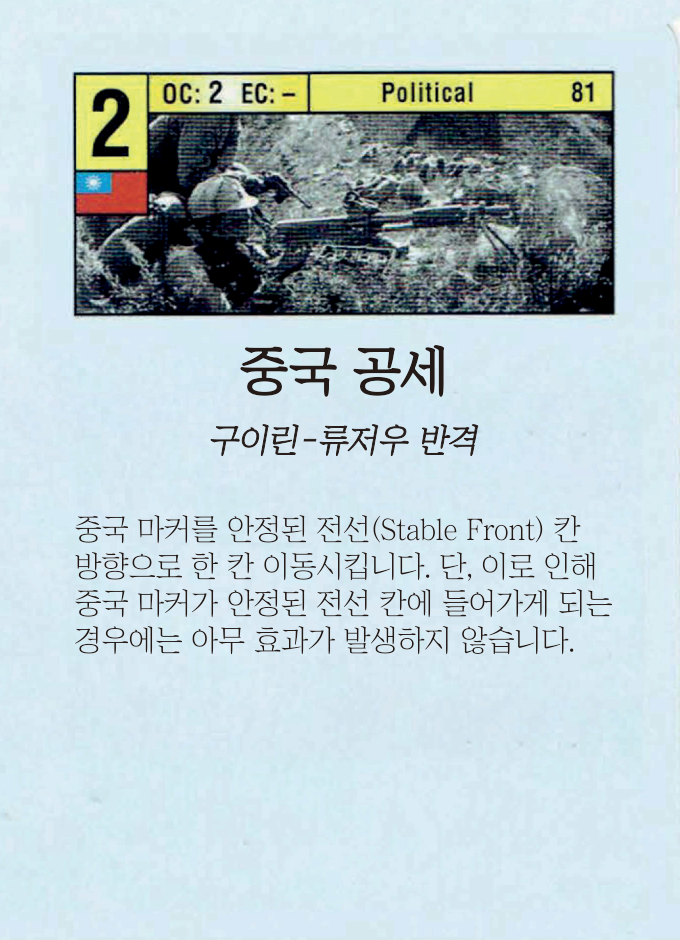 2
OC: 2 EC: – Political 81
중국 공세
구이린-류저우 반격
중국 마커를 안정된 전선(Stable Front) 칸
방향으로 한 칸 이동시킵니다. 단, 이로 인해
중국 마커가 안정된 전선 칸에 들어가게 되는
경우에는 아무 효과가 발생하지 않습니다.